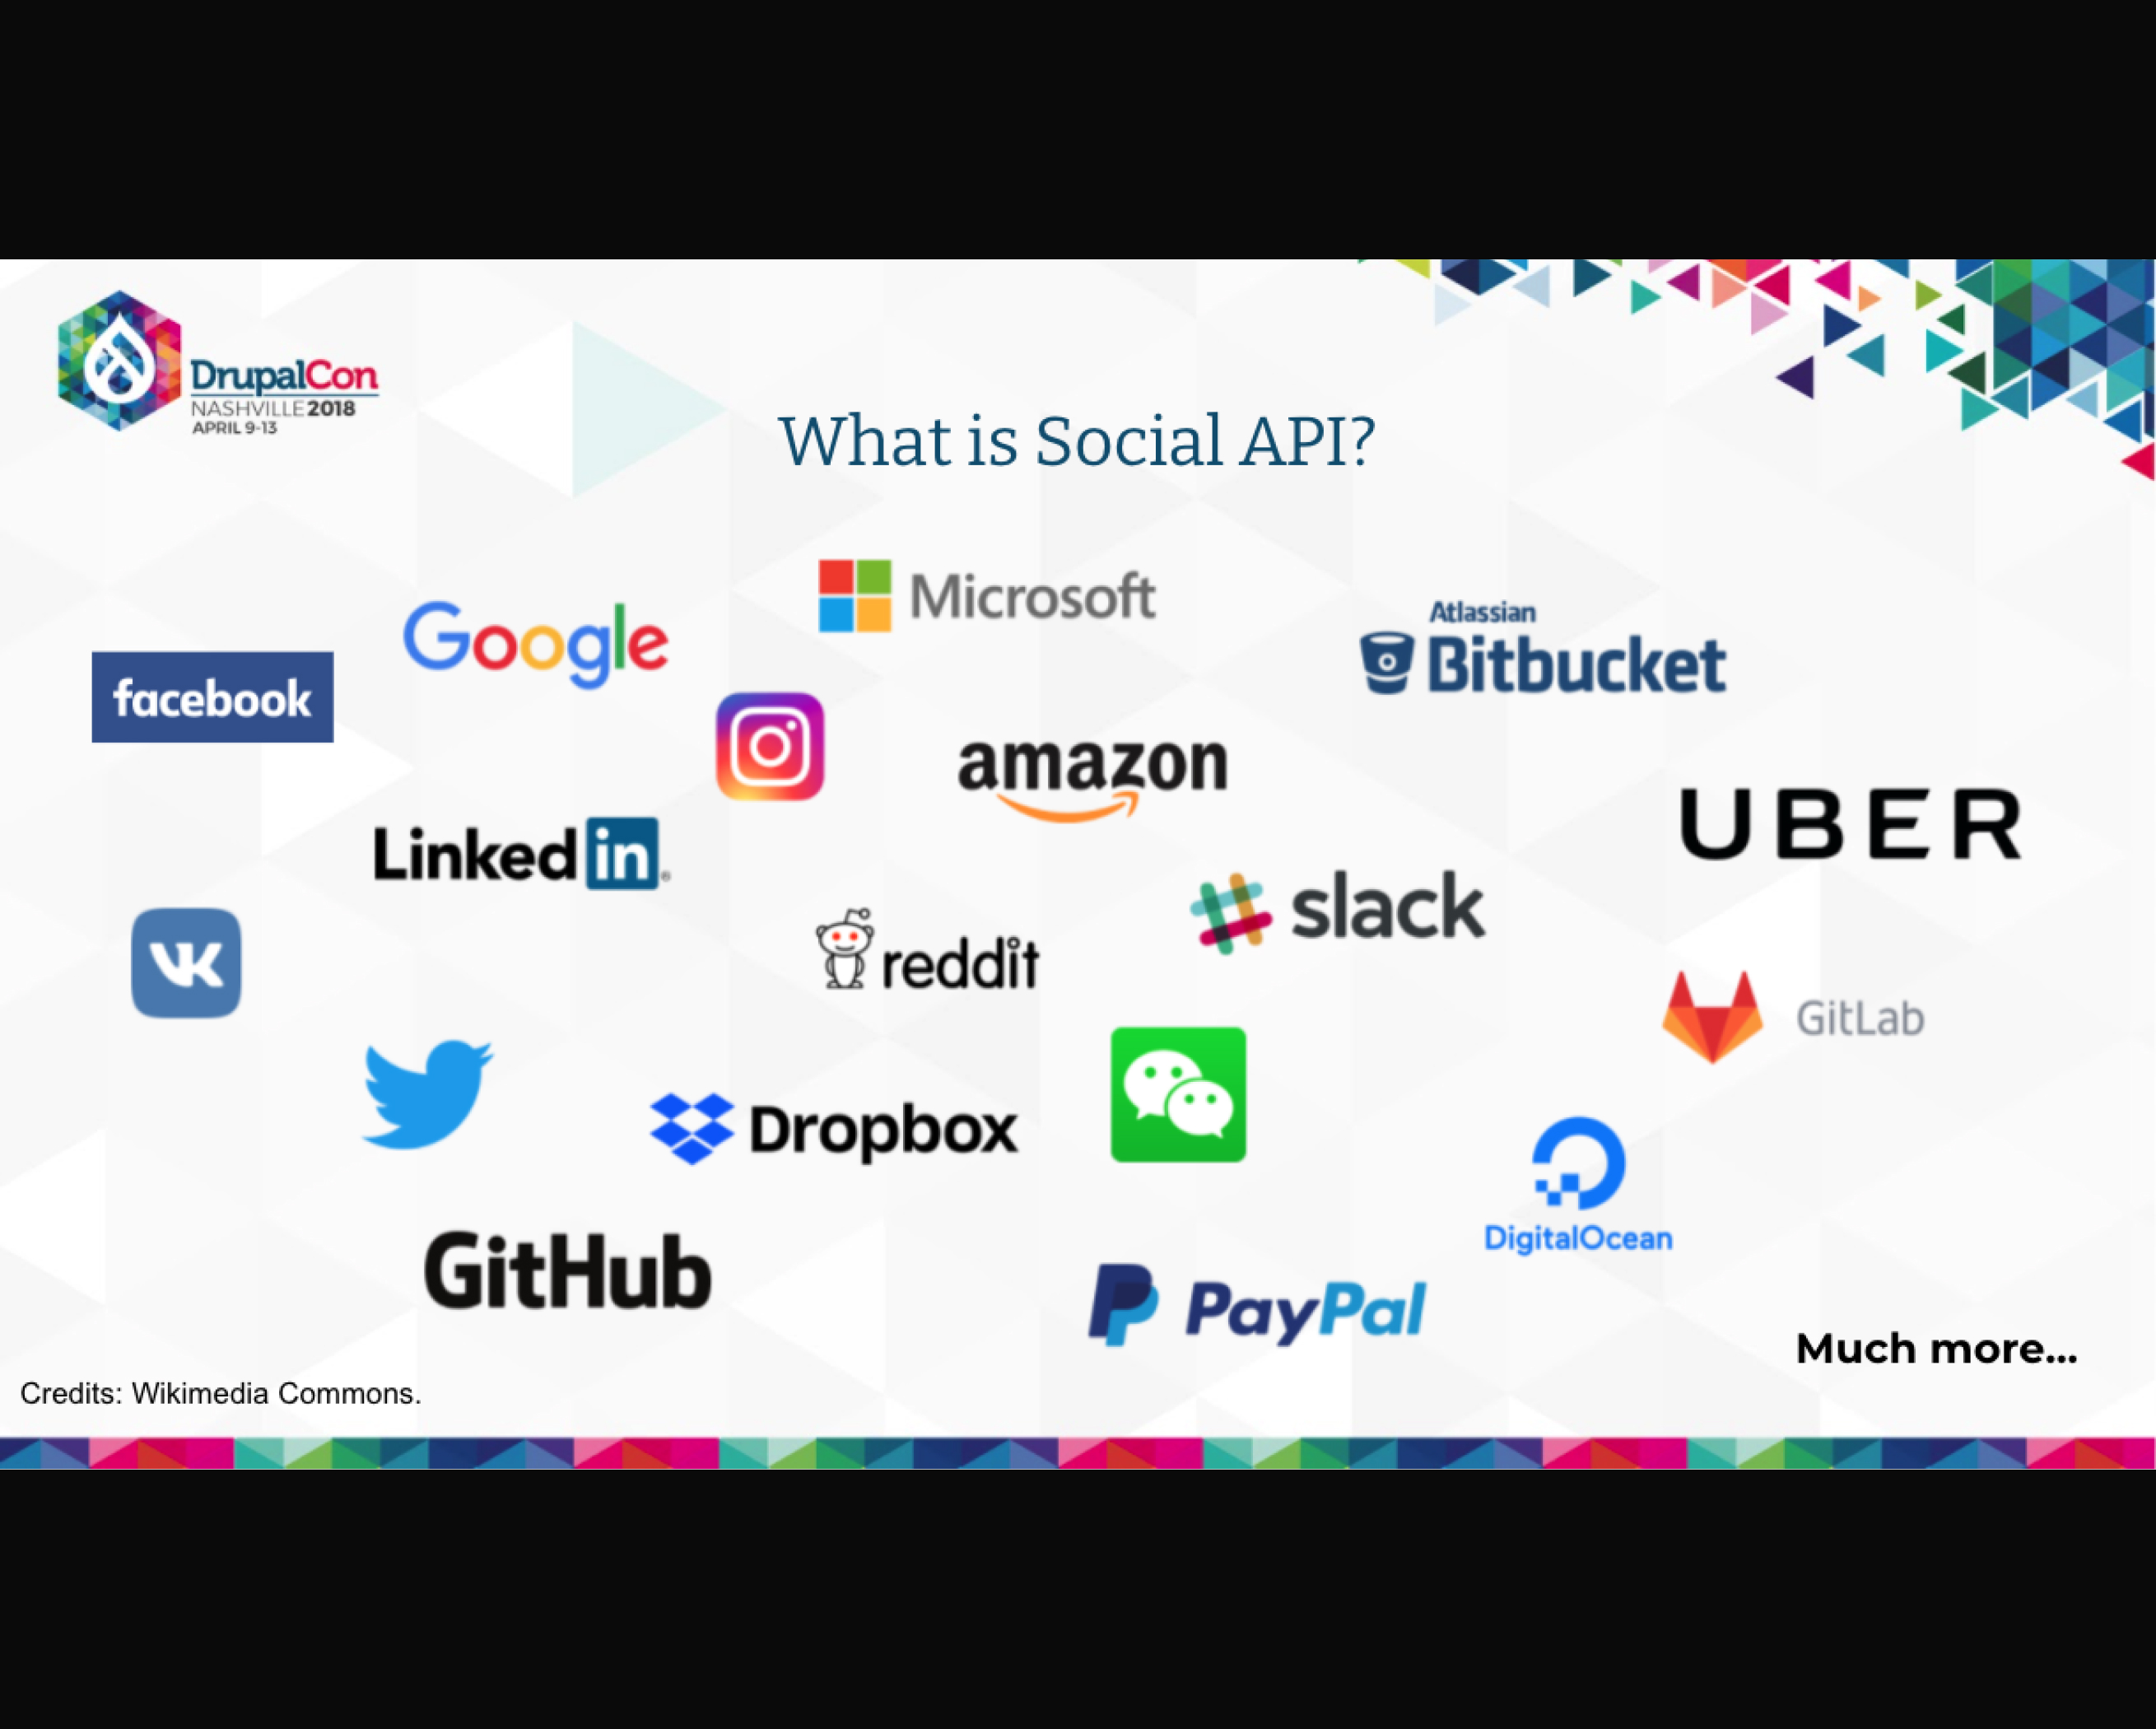 DrupalCon
NASHVILLE 2018
APRIL 9-13
What is Social API?
Microsoft
Google
Atlassian
Bitbucket
facebook
amazon
UBER
Linked in
slack
VK
reddit
GitLab
Dropbox
DigitalOcean
GitHub
PayPal
Much more...
Credits: Wikimedia Commons.